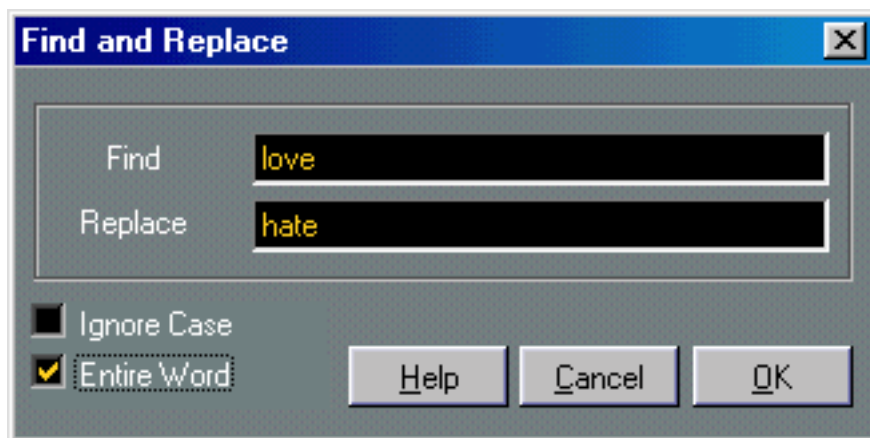 Find and Replace
Find love
Replace hate
Ignore Case
Entire Word
Help Cancel OK